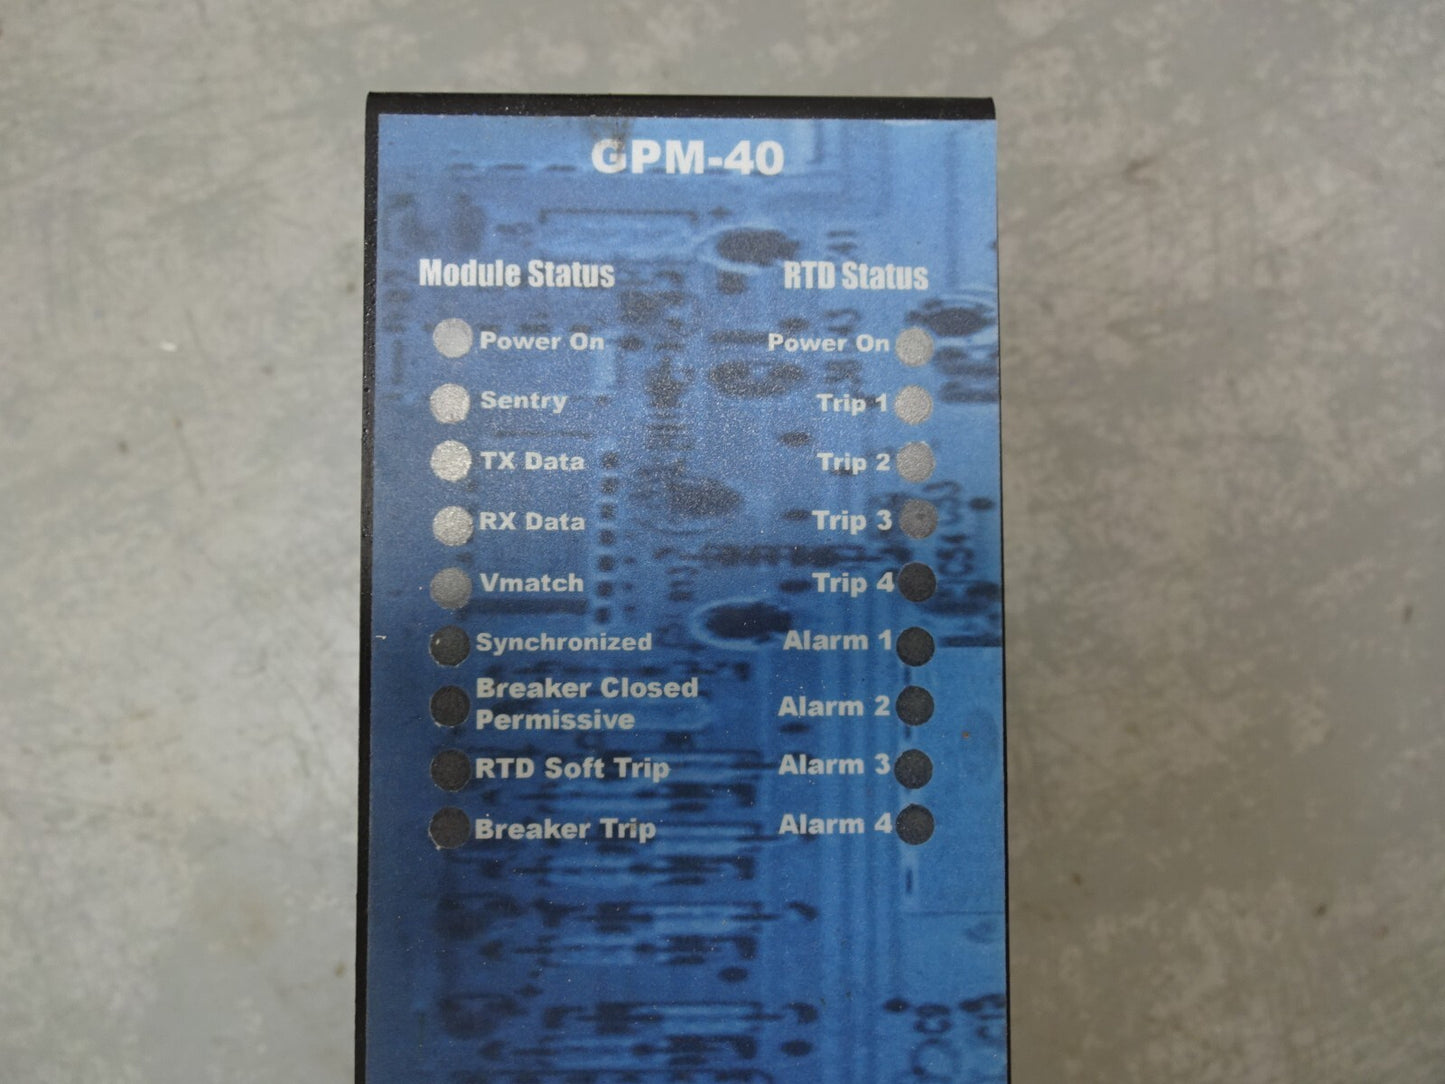 GPM-40
Module Status
Power On
Sentry
TX Data
RX Data
Vmatch
Synchronized
Breaker Closed
Permissive
RTD Soft Trip
Breaker Trip
RTD Status
Power On
Trip 1
Trip 2
Trip 3
Trip 4
Alarm 1
Alarm 2
Alarm 3
Alarm 4